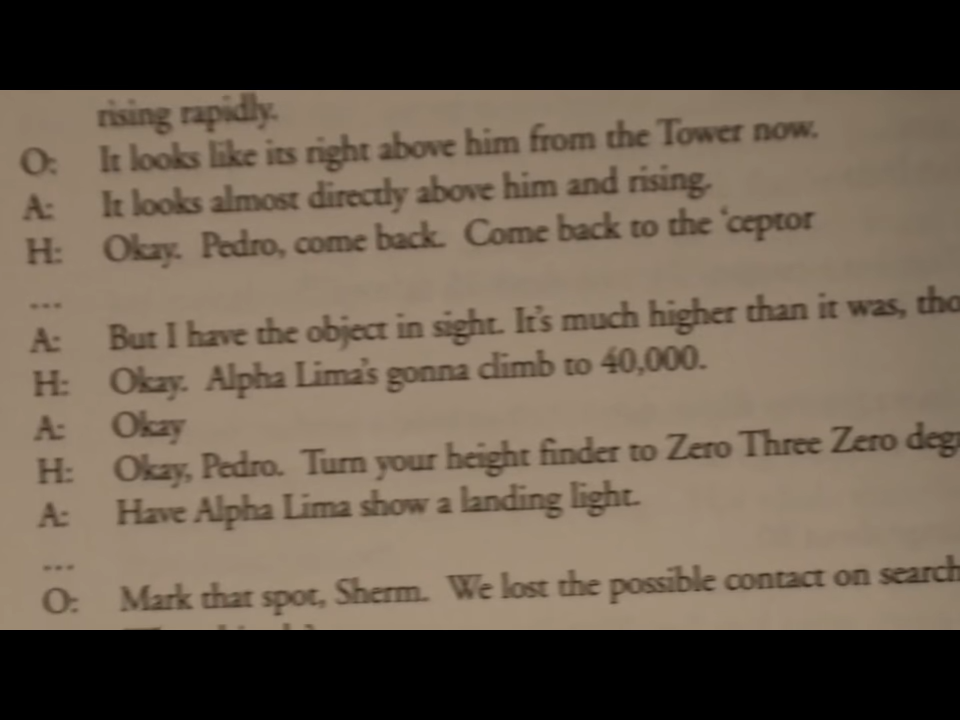 rising rapidly.
O: It looks like its right above him from the Tower now.
A: It looks almost directly above him and rising.
H: Okay. Pedro, come back. Come back to the ‘ceptor
...
A: But I have the object in sight. It’s much higher than it was, tho
H: Okay. Alpha Lima’s gonna climb to 40,000.
A: Okay
H: Okay, Pedro. Turn your height finder to Zero Three Zero degr
A: Have Alpha Lima show a landing light.
...
O: Mark that spot, Sherm. We lost the possible contact on search